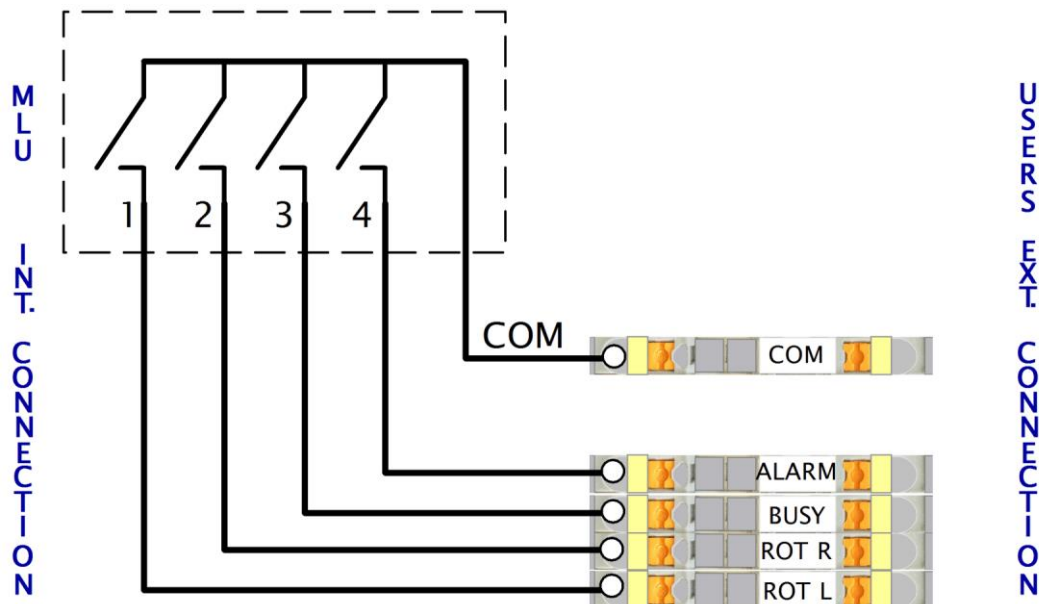 MLU INT. CONNECTION
USERS EXT. CONNECTION
1 2 3 4
COM
COM
ALARM
BUSY
ROT R
ROT L